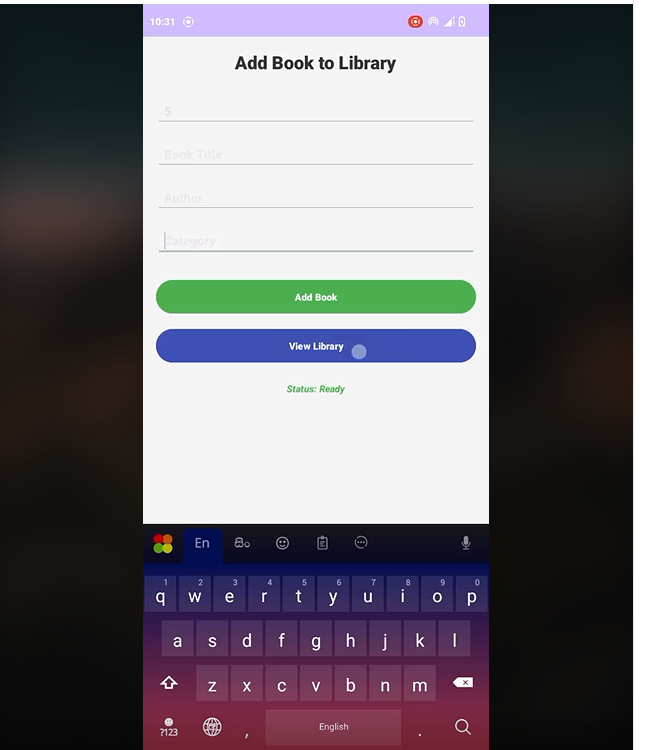 10:31
Add Book to Library
5
Book Title
Author
Category
Add Book
View Library
Status: Ready
En
1 2 3 4 5 6 7 8 9 0
q w e r t y u i o p
a s d f g h j k l
z x c v b n m
?123 , English .